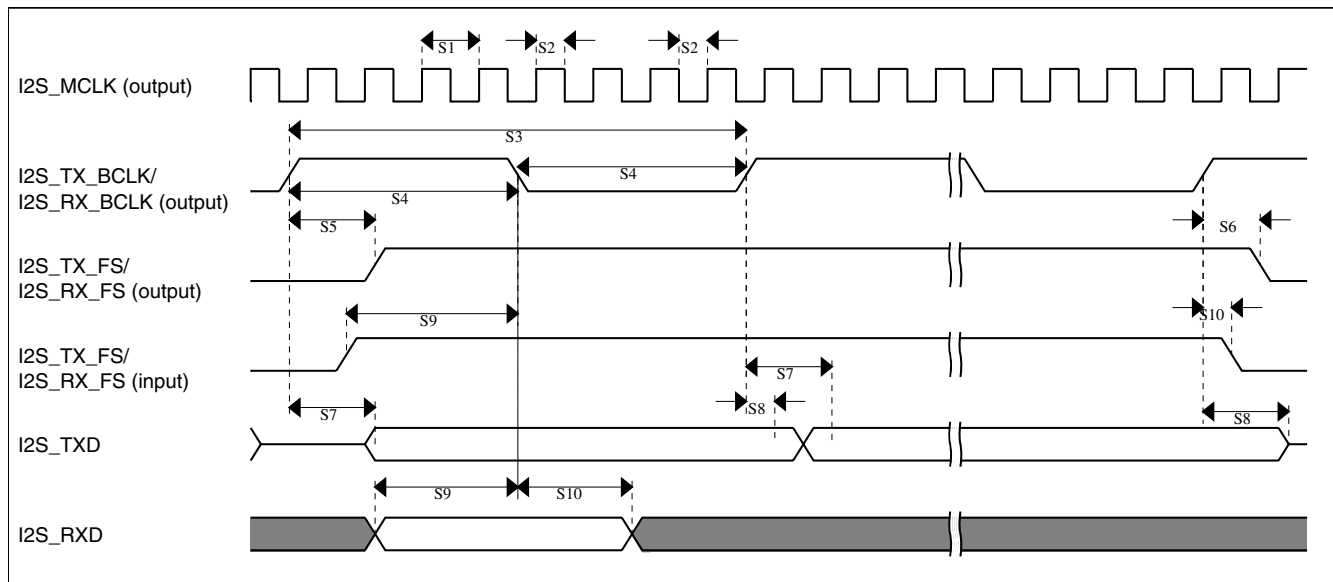 S1 S2 S2
I2S_MCLK (output)
S3
I2S_TX_BCLK/
I2S_RX_BCLK (output)
S4
S4
S5 S6
I2S_TX_FS/
I2S_RX_FS (output)
S9 S10
I2S_TX_FS/
I2S_RX_FS (input)
S7
S7 S8 S8
I2S_TXD
S9 S10
I2S_RXD